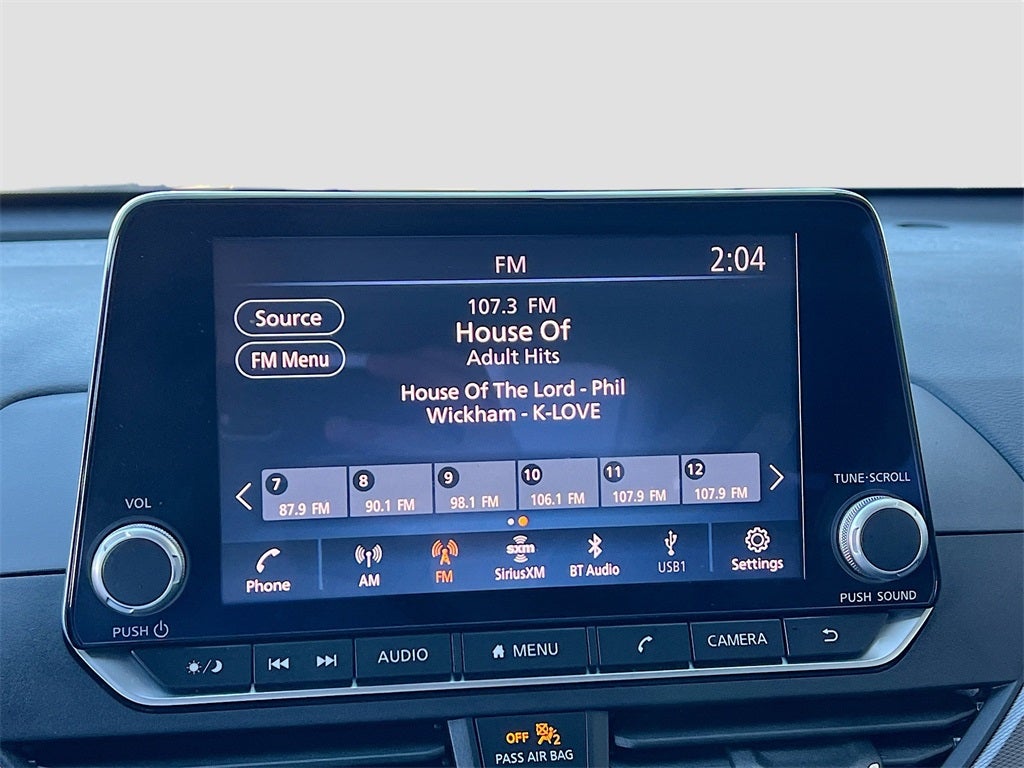 FM 2:04
Source
FM Menu
107.3 FM
House Of
Adult Hits
House Of The Lord - Phil
Wickham - K-LOVE
7 8 9 10 11 12
87.9 FM 90.1 FM 98.1 FM 106.1 FM 107.9 FM 107.9 FM
Phone AM FM sxm SiriusXM BT Audio USB1 Settings
VOL
PUSH
TUNE·SCROLL
PUSH SOUND
AUDIO MENU CAMERA
OFF 2
PASS AIR BAG